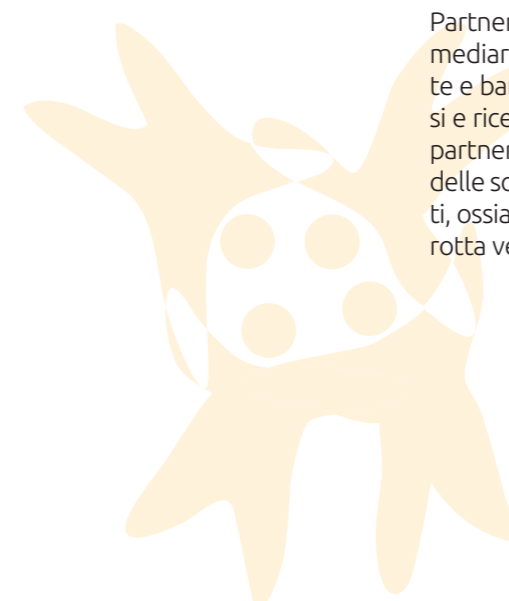 Partner
mediar
te e ba
si e rice
partner
delle so
ti, ossia
rotta ve